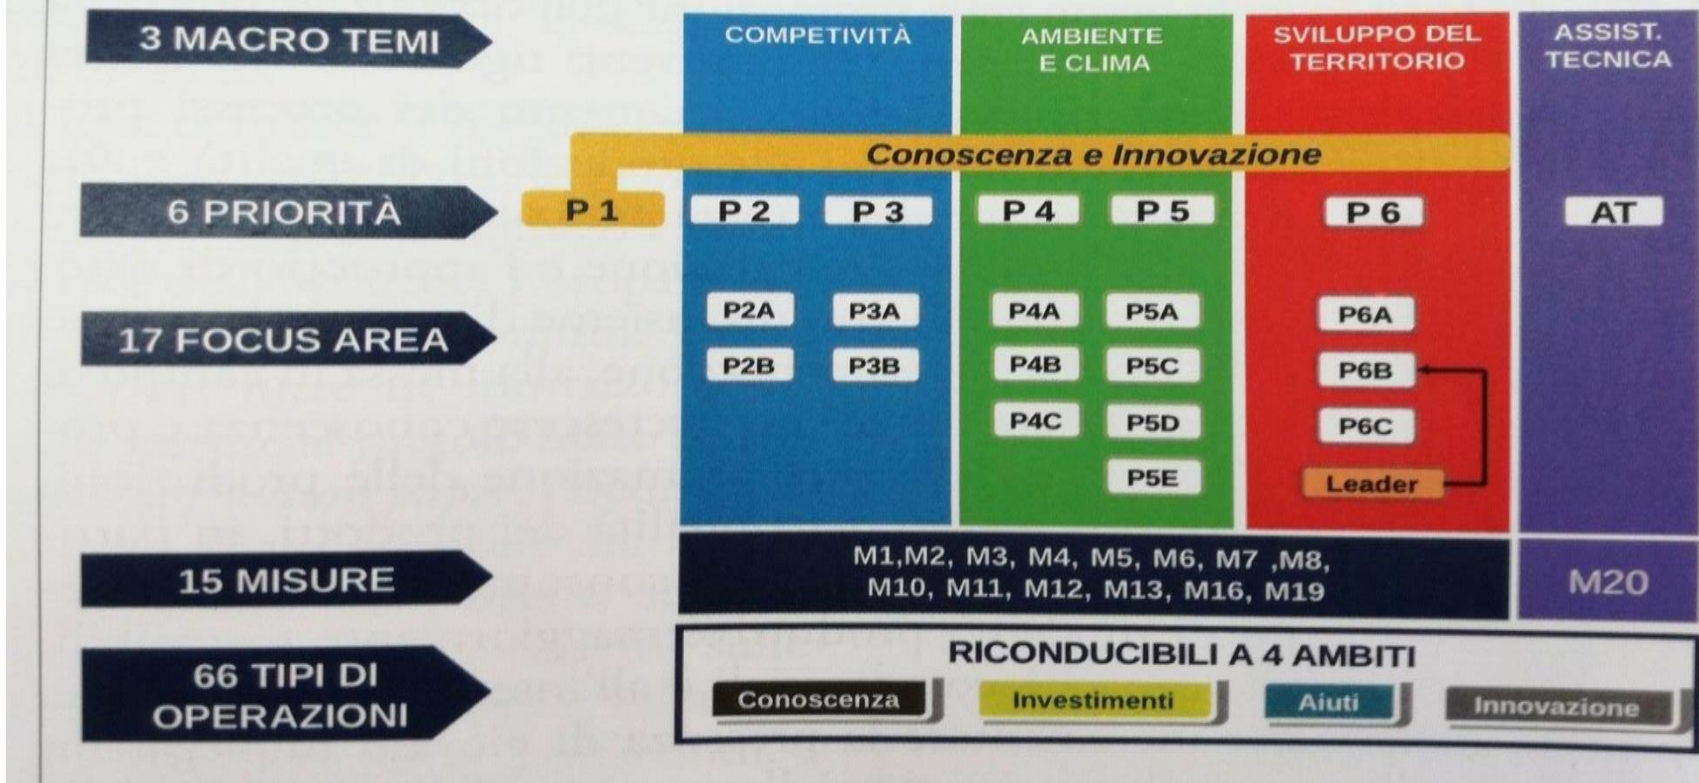 3 MACRO TEMI
COMPETIVITÀ
AMBIENTE
E CLIMA
SVILUPPO DEL
TERRITORIO
ASSIST.
TECNICA
Conoscenza e Innovazione
6 PRIORITÀ
P 1
P 2
P 3
P 4
P 5
P 6
AT
17 FOCUS AREA
P2A
P3A
P4A
P5A
P6A
P2B
P3B
P4B
P5C
P6B
P4C
P5D
P6C
P5E
Leader
15 MISURE
M1,M2, M3, M4, M5, M6, M7 ,M8,
M10, M11, M12, M13, M16, M19
M20
66 TIPI DI
OPERAZIONI
RICONDUCIBILI A 4 AMBITI
Conoscenza
Investimenti
Aiuti
Innovazione